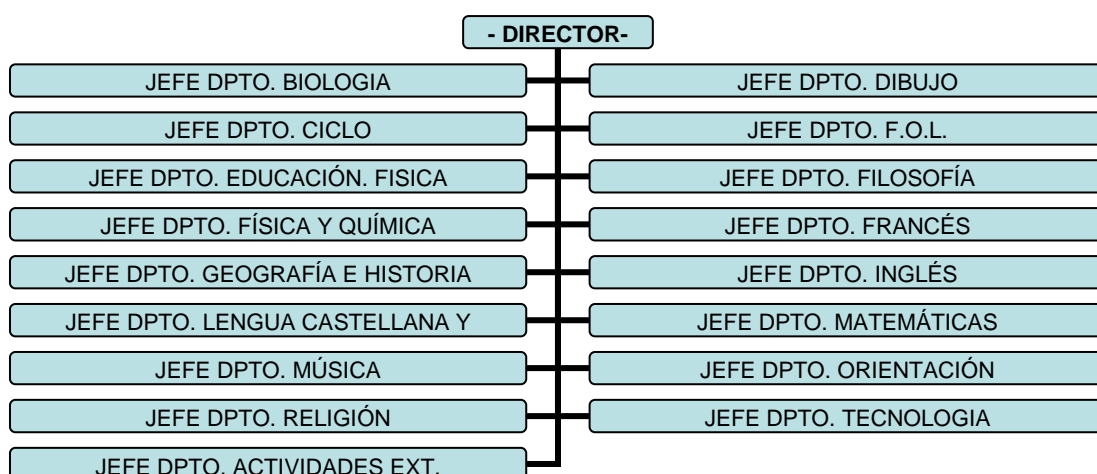 - DIRECTOR-
JEFE DPTO. BIOLOGIA
JEFE DPTO. DIBUJO
JEFE DPTO. CICLO
JEFE DPTO. F.O.L.
JEFE DPTO. EDUCACIÓN. FISICA
JEFE DPTO. FILOSOFÍA
JEFE DPTO. FÍSICA Y QUÍMICA
JEFE DPTO. FRANCÉS
JEFE DPTO. GEOGRAFÍA E HISTORIA
JEFE DPTO. INGLÉS
JEFE DPTO. LENGUA CASTELLANA Y
JEFE DPTO. MATEMÁTICAS
JEFE DPTO. MÚSICA
JEFE DPTO. ORIENTACIÓN
JEFE DPTO. RELIGIÓN
JEFE DPTO. TECNOLOGIA
JEFE DPTO. ACTIVIDADES EXT.